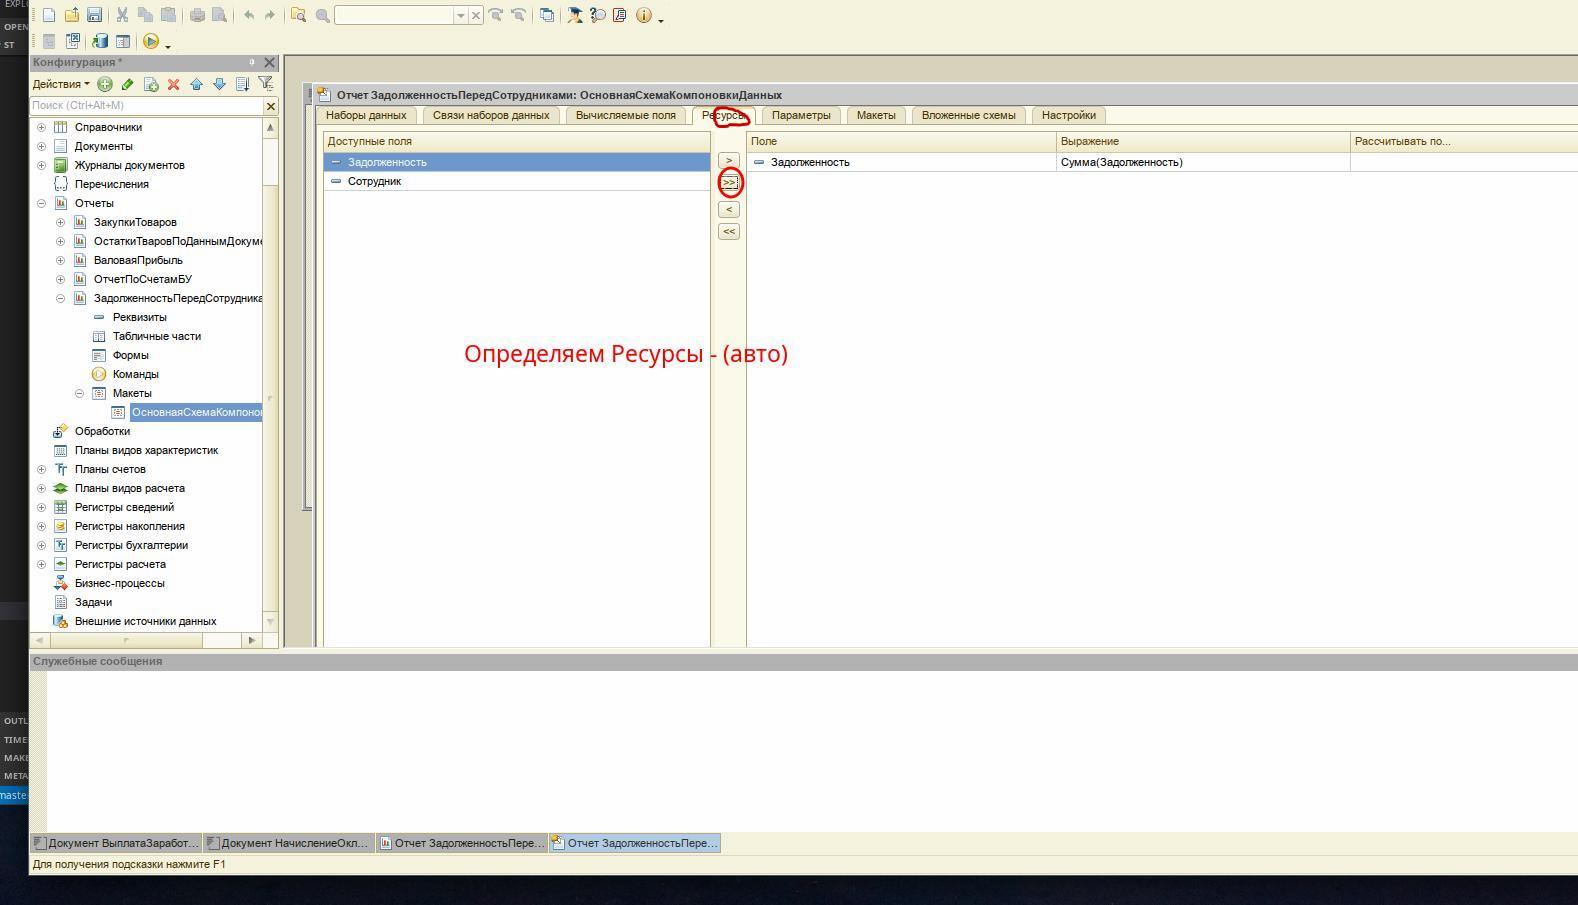 EXPL
OPEN
ST
Конфигурация *
Действия
Поиск (Ctrl+Alt+M)
Справочники
Документы
Журналы документов
Перечисления
Отчеты
ЗакупкиТоваров
ОстаткиТваровПоДаннымДокуме
ВаловаяПрибыль
ОтчетПоСчетамБУ
ЗадолженностьПередСотрудника
Реквизиты
Табличные части
Формы
Команды
Макеты
ОсновнаяСхемаКомпоно
Обработки
Планы видов характеристик
Планы счетов
Планы видов расчета
Регистры сведений
Регистры накопления
Регистры бухгалтерии
Регистры расчета
Бизнес-процессы
Задачи
Внешние источники данных
Отчет ЗадолженностьПередСотрудниками: ОсновнаяСхемаКомпоновкиДанных
Наборы данных Связи наборов данных Вычисляемые поля Ресурсы Параметры Макеты Вложенные схемы Настройки
Доступные поля
Задолженность
Сотрудник
>
>>
<
<<
Поле Выражение Рассчитывать по...
Задолженность Сумма(Задолженность)
Определяем Ресурсы - (авто)
Служебные сообщения
OUTL
TIME
MAKE
META
maste
Документ ВыплатаЗаработ... Документ НачислениеОкл... Отчет ЗадолженностьПере... Отчет ЗадолженностьПере...
Для получения подсказки нажмите F1